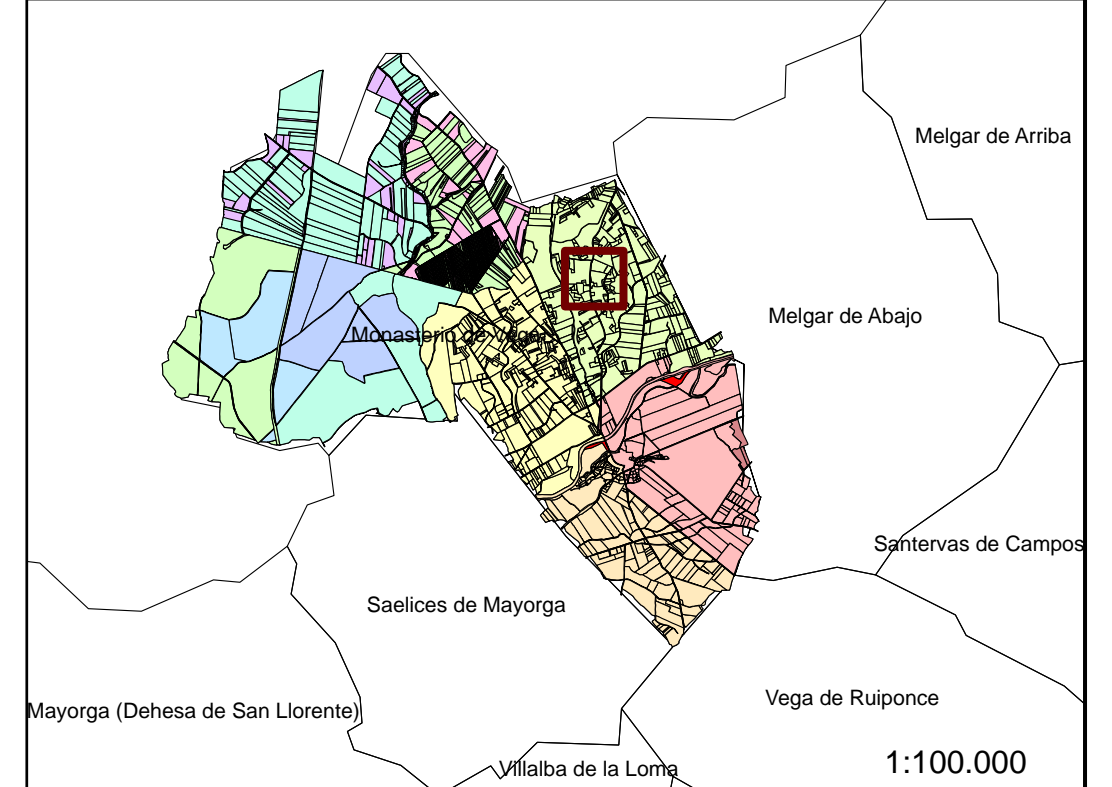 Melgar de Arriba
Melgar de Abajo
Monasterio de Vega
Santervas de Campos
Saelices de Mayorga
Vega de Ruiponce
Mayorga (Dehesa de San Llorente)
Villalba de la Loma
1:100.000